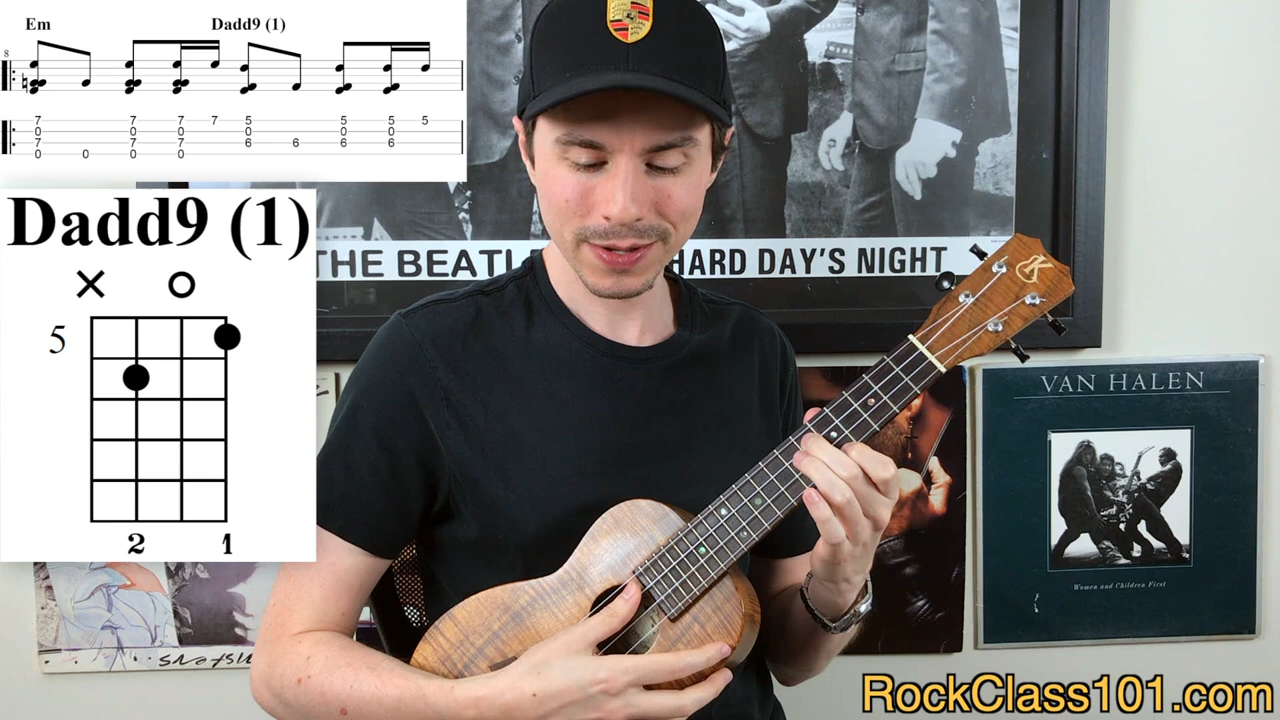 Em Dadd9 (1)
8
7 7 7 7 5 5 5 5
0 0 0 0 0 0
7 7 7 6 6 6 6
0 0 0 0
Dadd9 (1)
5
2 1
THE BEATL HARD DAY'S NIGHT
K
VAN HALEN
Women and Children First
RockClass101.com